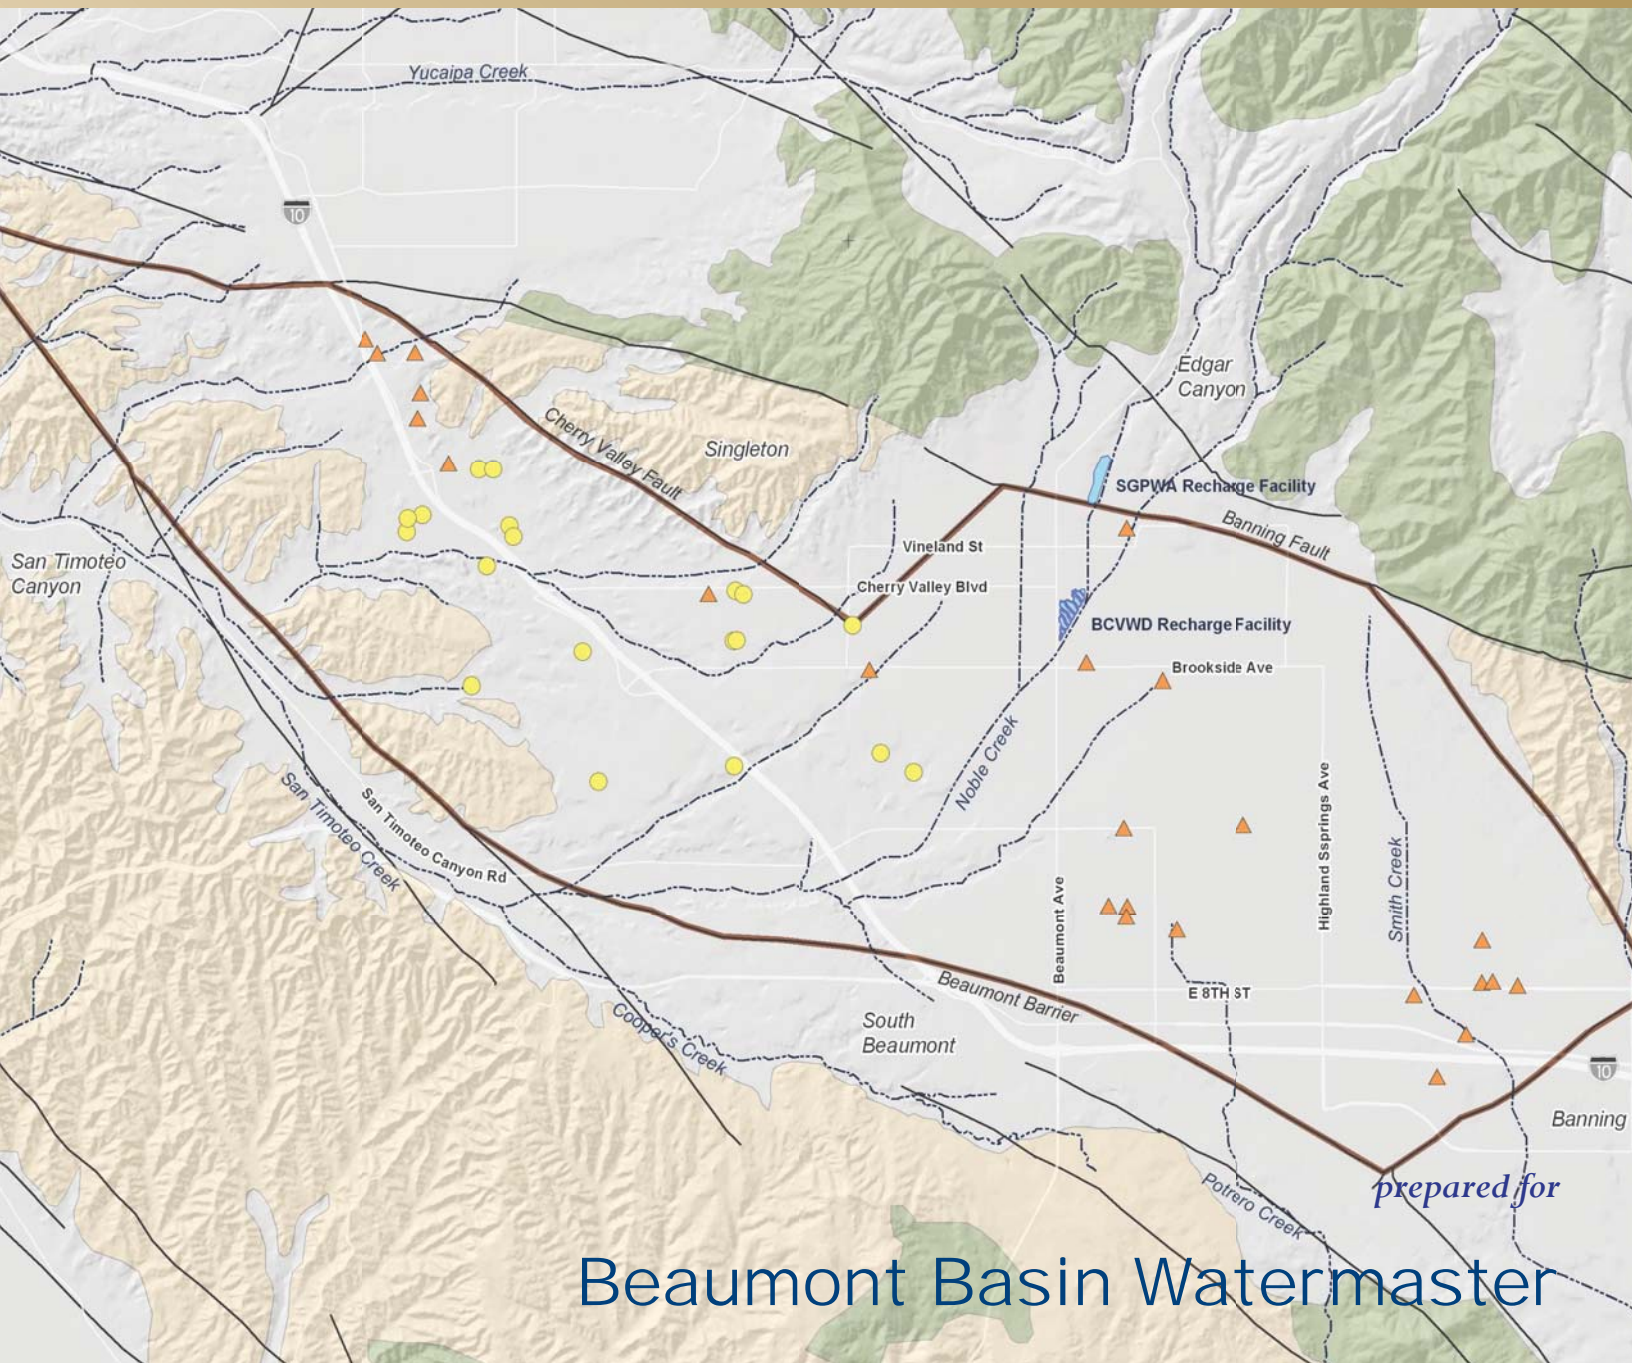 Yucaipa Creek
10
Edgar
Canyon
Cherry Valley Fault
Singleton
SGPWA Recharge Facility
Banning Fault
Vineland St
San Timoteo
Canyon
Cherry Valley Blvd
BCVWD Recharge Facility
Brookside Ave
Noble Creek
San Timoteo Creek
San Timoteo Canyon Rd
Highland Ssprings Ave
Smith Creek
Beaumont Ave
Beaumont Barrier
E 8TH ST
Cooper's Creek
South
Beaumont
10
Banning
Potrero Creek
prepared for
Beaumont Basin Watermaster